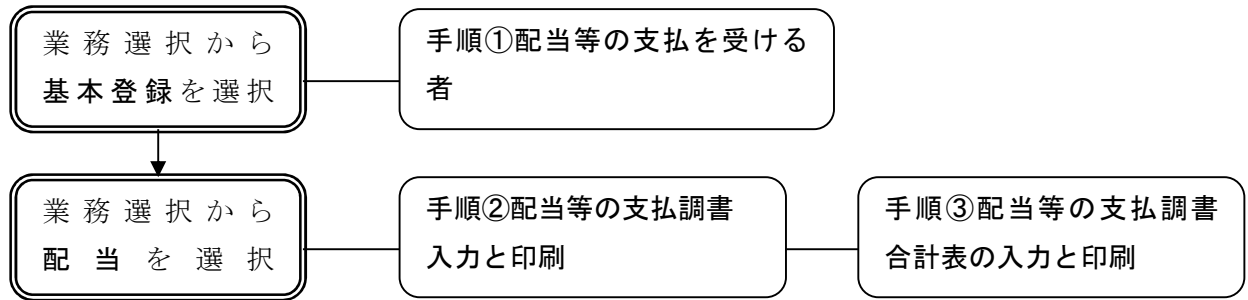 業務選択から
基本登録を選択
手順①配当等の支払を受ける
者
業務選択から
配当を選択
手順②配当等の支払調書
入力と印刷
手順③配当等の支払調書
合計表の入力と印刷